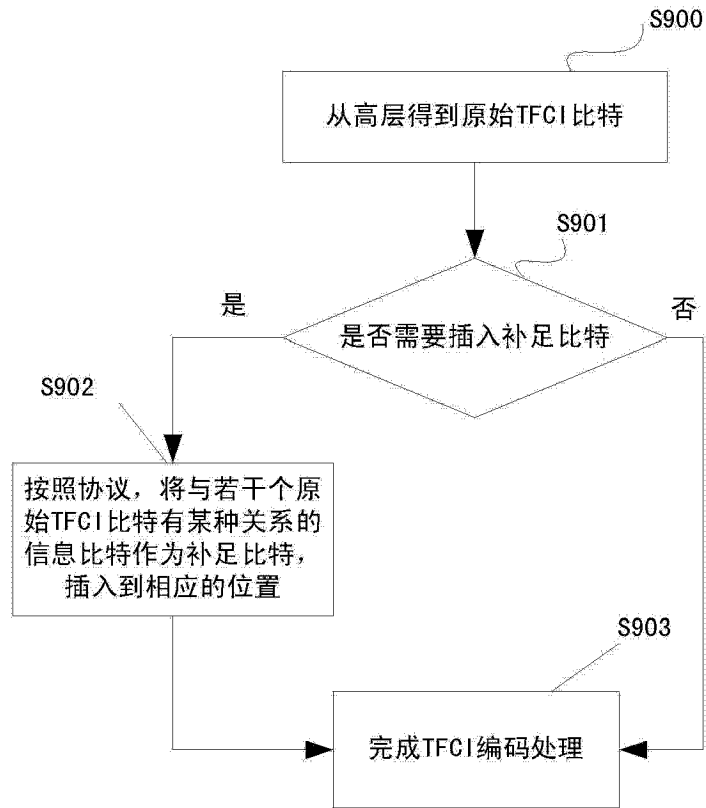 S900
从高层得到原始TFCI比特
S901
是
否
是否需要插入补足比特
S902
按照协议,将与若干个原
始TFCI比特有某种关系的
信息比特作为补足比特,
插入到相应的位置
S903
完成TFCI编码处理